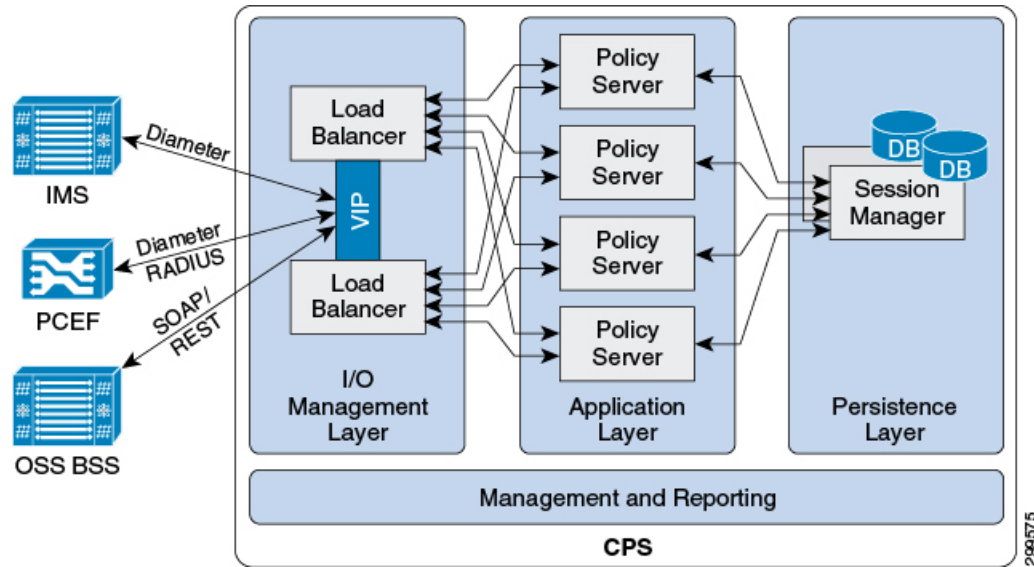 IMS
PCEF
OSS BSS
Diameter
Diameter
RADIUS
SOAP/
REST
Load
Balancer
VIP
Load
Balancer
I/O
Management
Layer
Policy
Server
Policy
Server
Policy
Server
Policy
Server
Application
Layer
DB
DB
Session
Manager
Persistence
Layer
Management and Reporting
CPS
299575